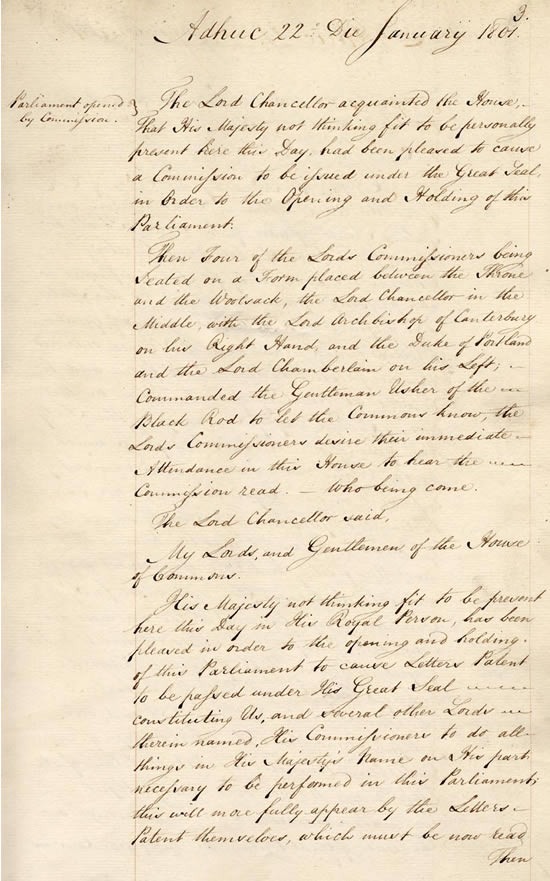 3.
Adhuc 22.° Die January 1801.
Parliament opened
by Commission.
The Lord Chancellor acquainted the House,
that His Majesty not thinking fit to be personally
present here this Day, had been pleased to cause
a Commission to be issued under the Great Seal,
in Order to the Opening and Holding of this
Parliament.
Then Four of the Lords Commissioners being
Seated on a Form placed between the Throne
and the Woolsack, the Lord Chancellor in the
Middle, with the Lord Archbishop of Canterbury
on his Right Hand, and the Duke of Portland
and the Lord Chamberlain on his Left; —
Commanded the Gentleman Usher of the —
Black Rod to let the Commons know, the
Lords Commissioners desire their immediate —
Attendance in this House to hear the —
Commission read. — Who being come.
The Lord Chancellor said,
My Lords, and Gentlemen of the House
of Commons.
His Majesty not thinking fit to be present
here this Day in His Royal Person, has been
pleased in order to the opening and holding
of this Parliament to cause Letters Patent
to be passed under His Great Seal —
constituting Us, and several other Lords —
therein named, His Commissioners to do all
things in His Majesty's Name on His part
necessary to be performed in this Parliament;
this will more fully appear by the Letters —
Patent themselves, which must be now read
Then